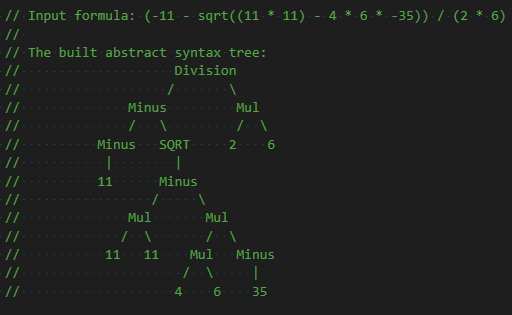 // Input formula: (-11 - sqrt((11 * 11) - 4 * 6 * -35)) / (2 * 6)
//
// The built abstract syntax tree:
//                    Division
//                   /       \
//              Minus         Mul
//              /   \         /  \
//          Minus   SQRT     2    6
//           |        |
//          11      Minus
//                 /     \
//              Mul       Mul
//             /  \       /  \
//           11   11    Mul   Minus
//                     /  \     |
//                    4    6    35